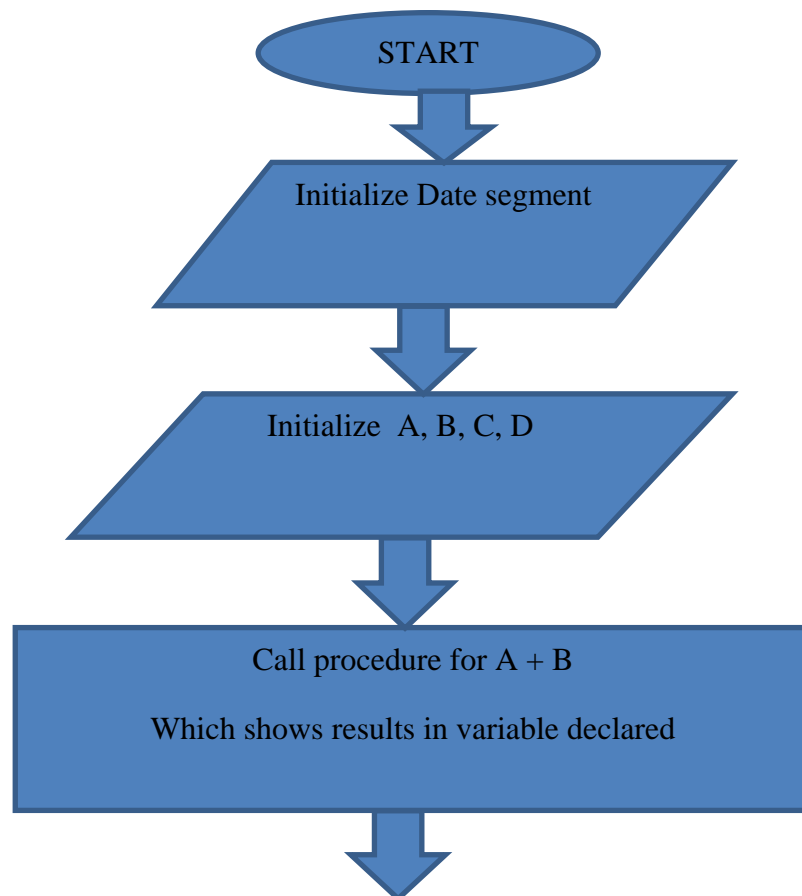 START
Initialize Date segment
Initialize  A, B, C, D
Call procedure for A + B
Which shows results in variable declared